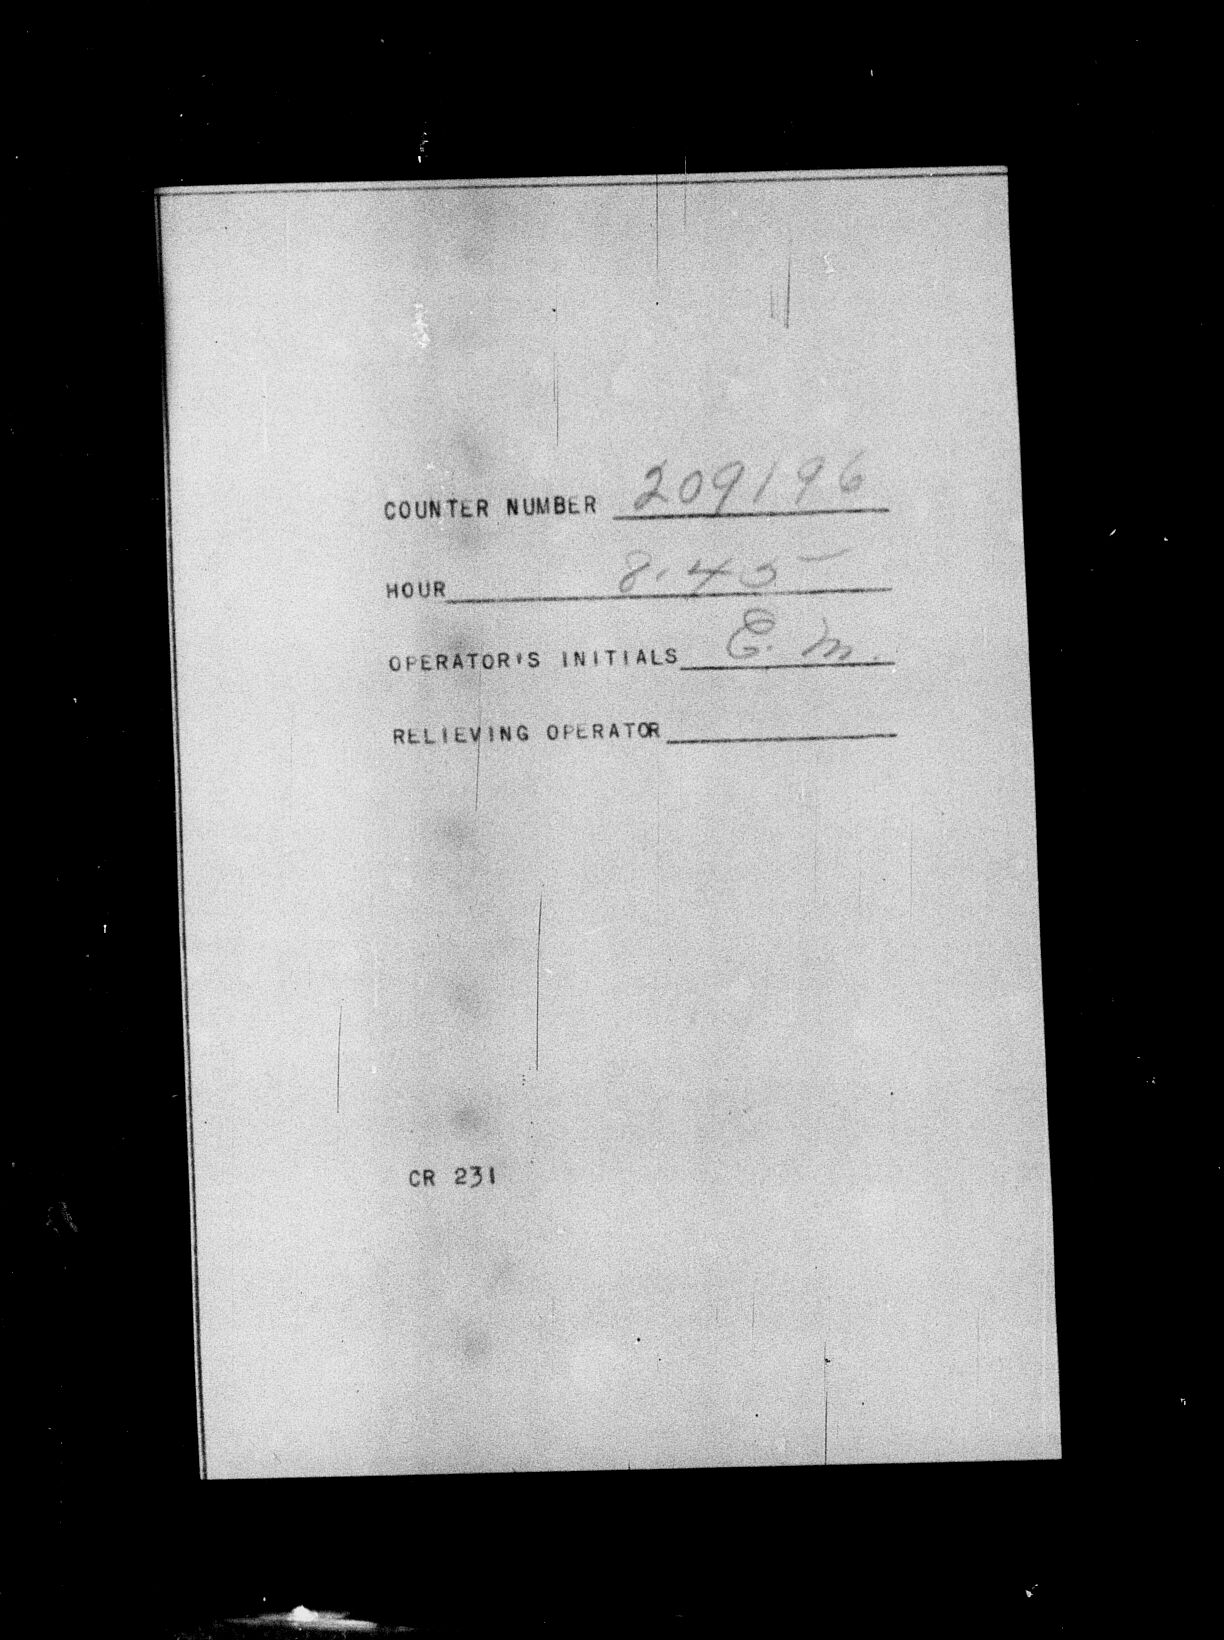 COUNTER NUMBER 209196
HOUR 8.45
OPERATOR'S INITIALS E. M.
RELIEVING OPERATOR
CR 231